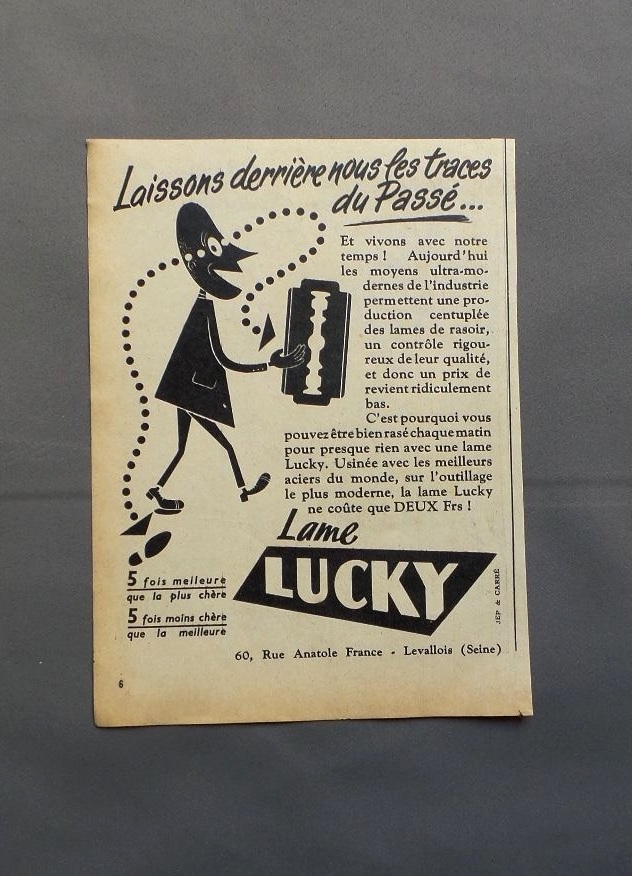 Laissons derrière nous les traces
du Passé...
Et vivons avec notre
temps ! Aujourd'hui
les moyens ultra-mo-
dernes de l'industrie
permettent une pro-
duction centuplée
des lames de rasoir,
un contrôle rigou-
reux de leur qualité,
et donc un prix de
revient ridiculement
bas.
C'est pourquoi vous
pouvez être bien rasé chaque matin
pour presque rien avec une lame
Lucky. Usinée avec les meilleurs
aciers du monde, sur l'outillage
le plus moderne, la lame Lucky
ne coûte que DEUX Frs !
Lame
LUCKY
5 fois meilleure
que la plus chère
5 fois moins chère
que la meilleure
JEP & CARRÉ
60, Rue Anatole France - Levallois (Seine)
6